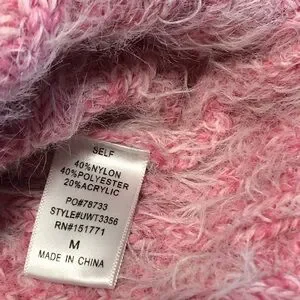 SELF
40%NYLON
40%POLYESTER
20%ACRYLIC
PO#78733
STYLE#UWT3356
RN#151771
M
MADE IN CHINA